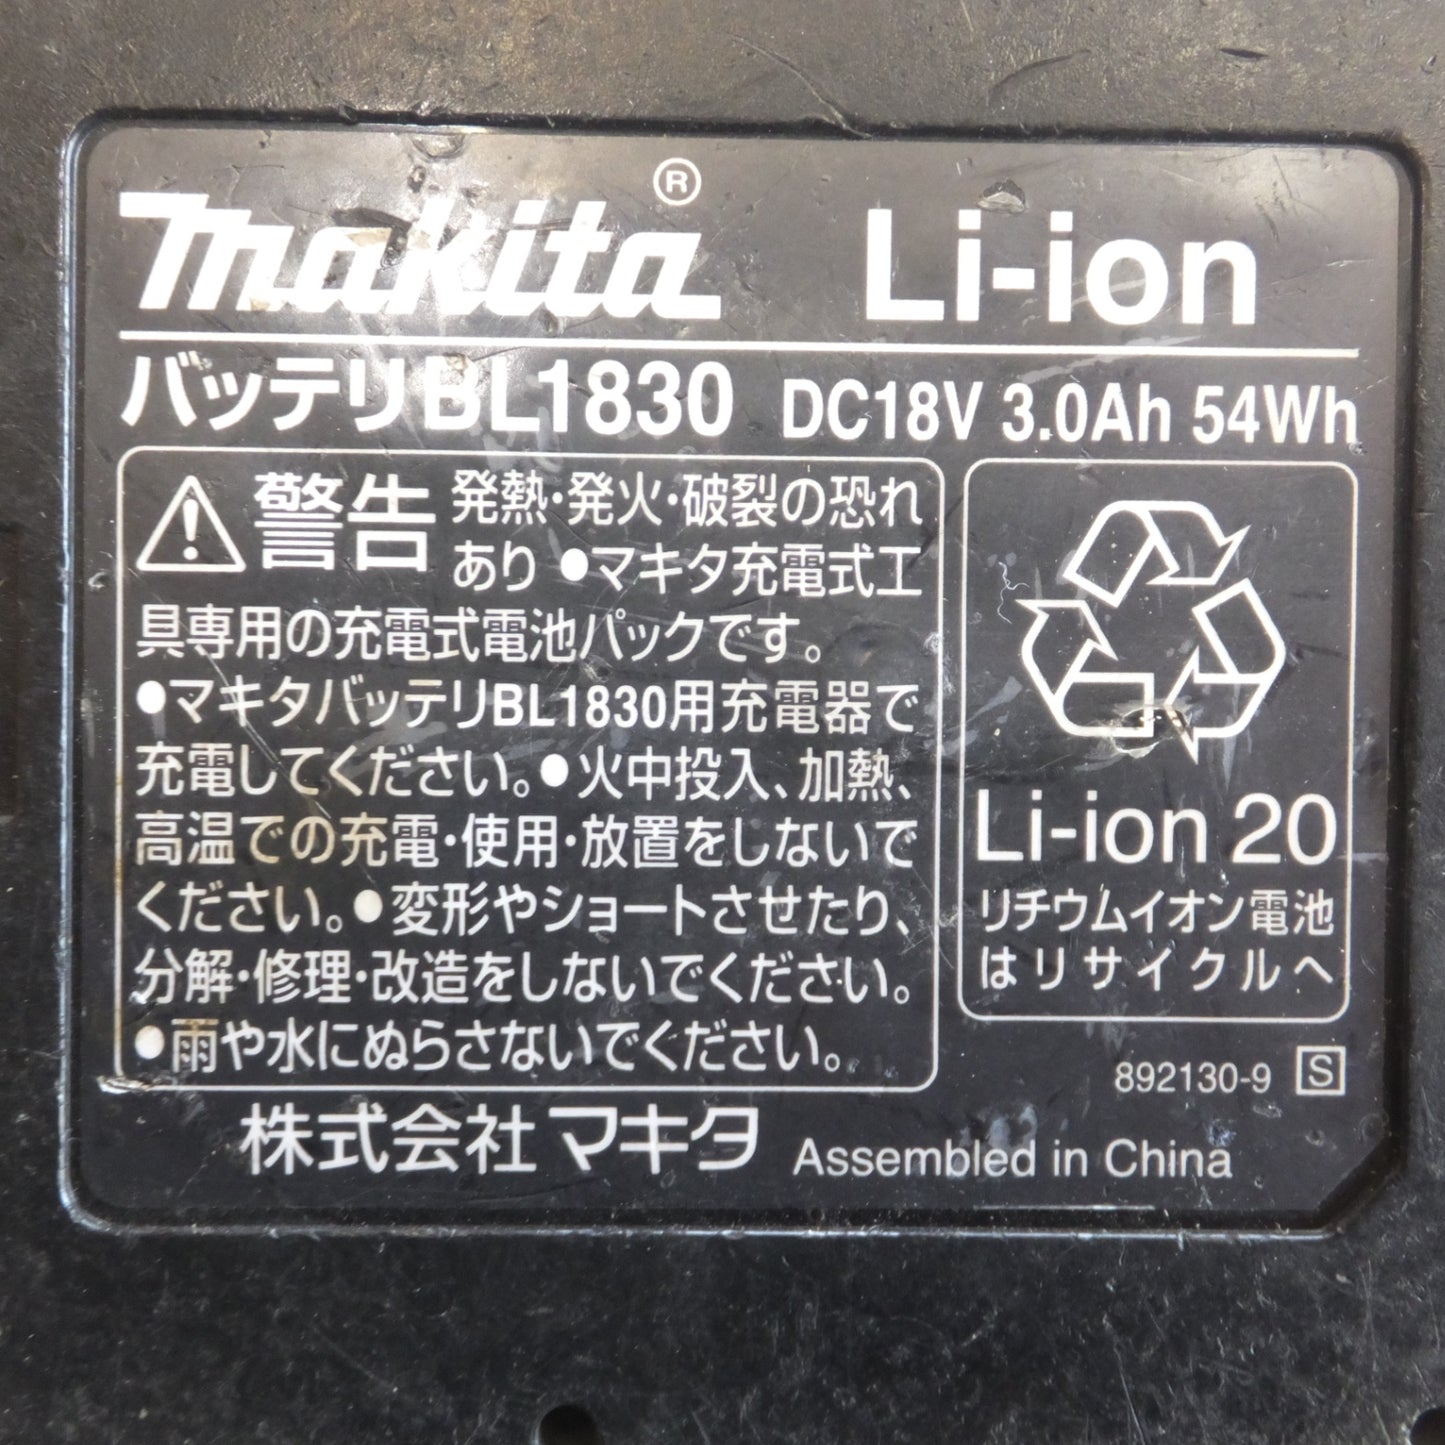 makita® Li-ion
バッテリBL1830 DC18V 3.0Ah 54Wh
警告 発熱・発火・破裂の恐れ
あり ●マキタ充電式工
具専用の充電式電池パックです。
●マキタバッテリBL1830用充電器で
充電してください。●火中投入、加熱、
高温での充電・使用・放置をしないで
ください。●変形やショートさせたり、
分解・修理・改造をしないでください。
●雨や水にぬらさないでください。
Li-ion 20
リチウムイオン電池
はリサイクルへ
892130-9 S
株式会社マキタ Assembled in China